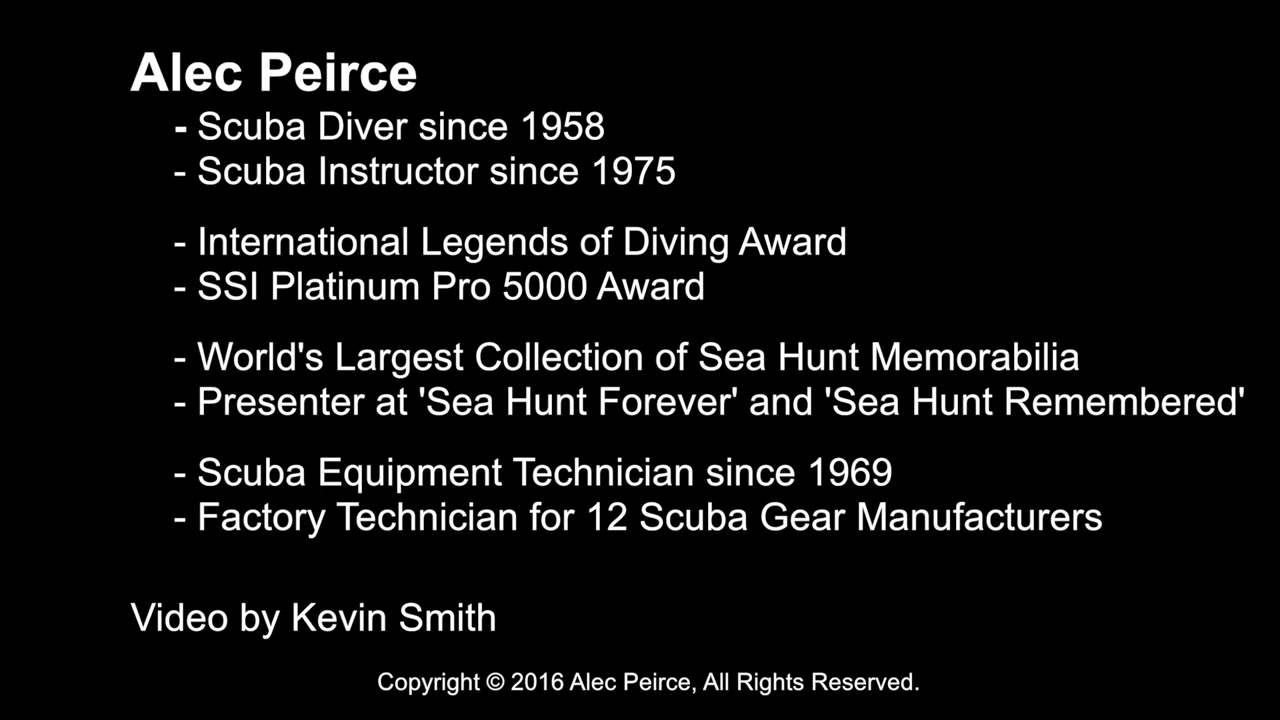 Alec Peirce
- Scuba Diver since 1958
- Scuba Instructor since 1975
- International Legends of Diving Award
- SSI Platinum Pro 5000 Award
- World's Largest Collection of Sea Hunt Memorabilia
- Presenter at 'Sea Hunt Forever' and 'Sea Hunt Remembered'
- Scuba Equipment Technician since 1969
- Factory Technician for 12 Scuba Gear Manufacturers
Video by Kevin Smith
Copyright © 2016 Alec Peirce, All Rights Reserved.